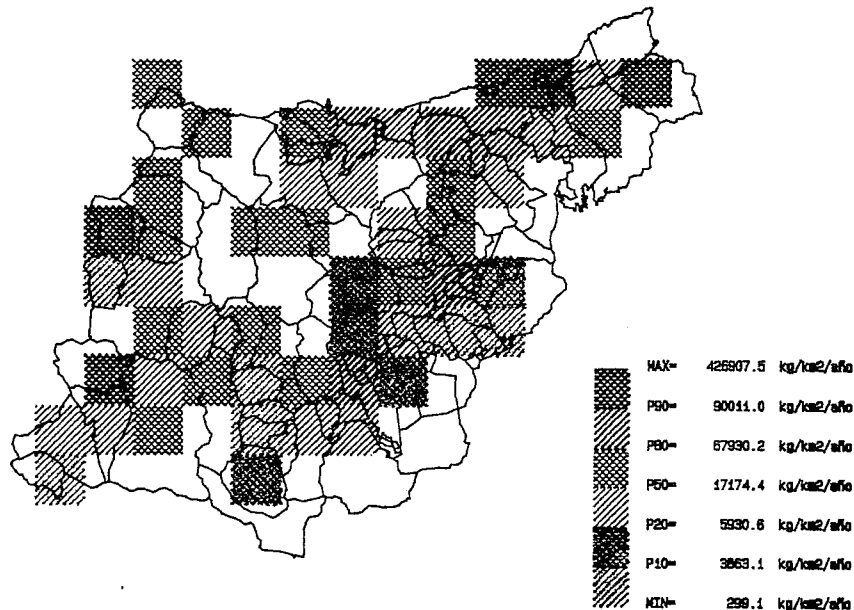 MAX= 426907.5 kg/km2/año
P90= 90011.0 kg/km2/año
P80= 67930.2 kg/km2/año
P50= 17174.4 kg/km2/año
P20= 5930.6 kg/km2/año
P10= 3863.1 kg/km2/año
MIN= 299.1 kg/km2/año